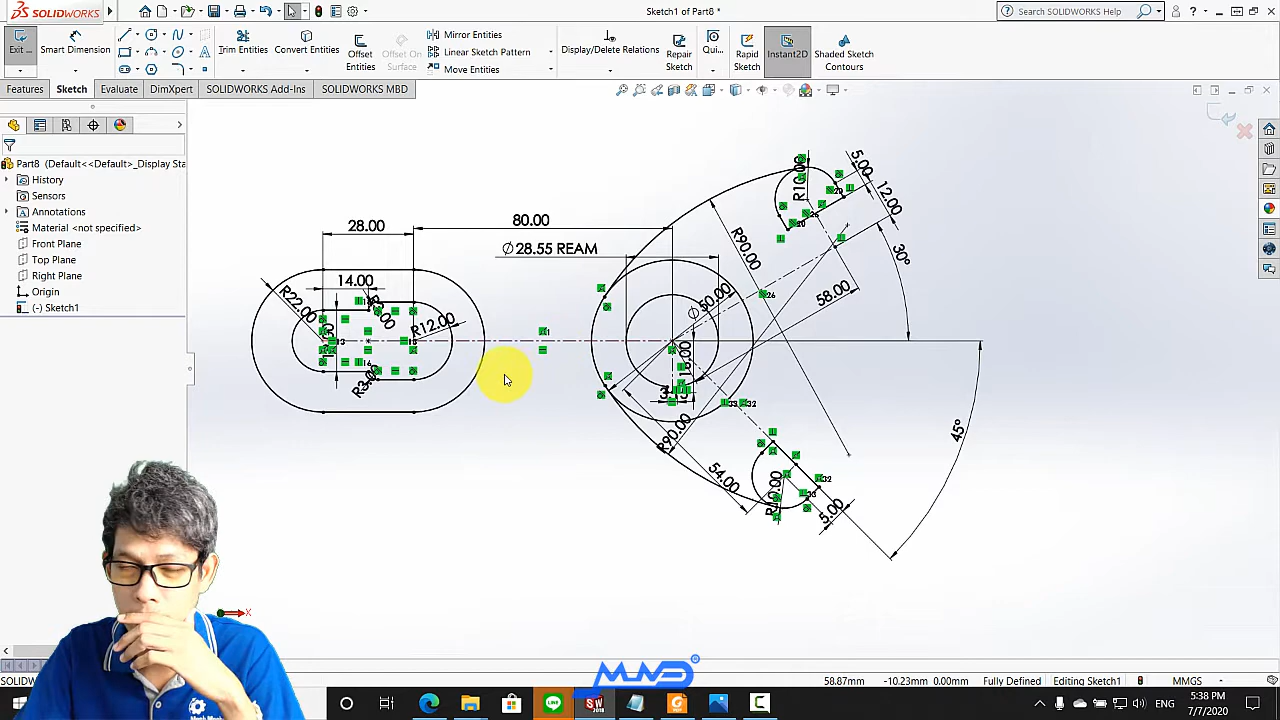 SOLIDWORKS
Sketch1 of Part8 *
Search SOLIDWORKS Help
Exit ...
Smart Dimension
Trim Entities
Convert Entities
Offset Entities
Offset On Surface
Mirror Entities
Linear Sketch Pattern
Move Entities
Display/Delete Relations
Repair Sketch
Qui...
Rapid Sketch
Instant2D
Shaded Sketch Contours
Features
Sketch
Evaluate
DimXpert
SOLIDWORKS Add-Ins
SOLIDWORKS MBD
Part8 (Default<<Default>_Display Sta
History
Sensors
Annotations
Material <not specified>
Front Plane
Top Plane
Right Plane
Origin
(-) Sketch1
28.00
80.00
∅28.55 REAM
14.00
R22.00
R12.00
∅50.00
R90.00
R10.00
5.00
12.00
30°
58.00
R90.00
54.00
5.00
45°
X
MMD
SOLIDW
58.87mm
-10.23mm
0.00mm
Fully Defined
Editing Sketch1
MMGS
ENG
5:38 PM
7/7/2020